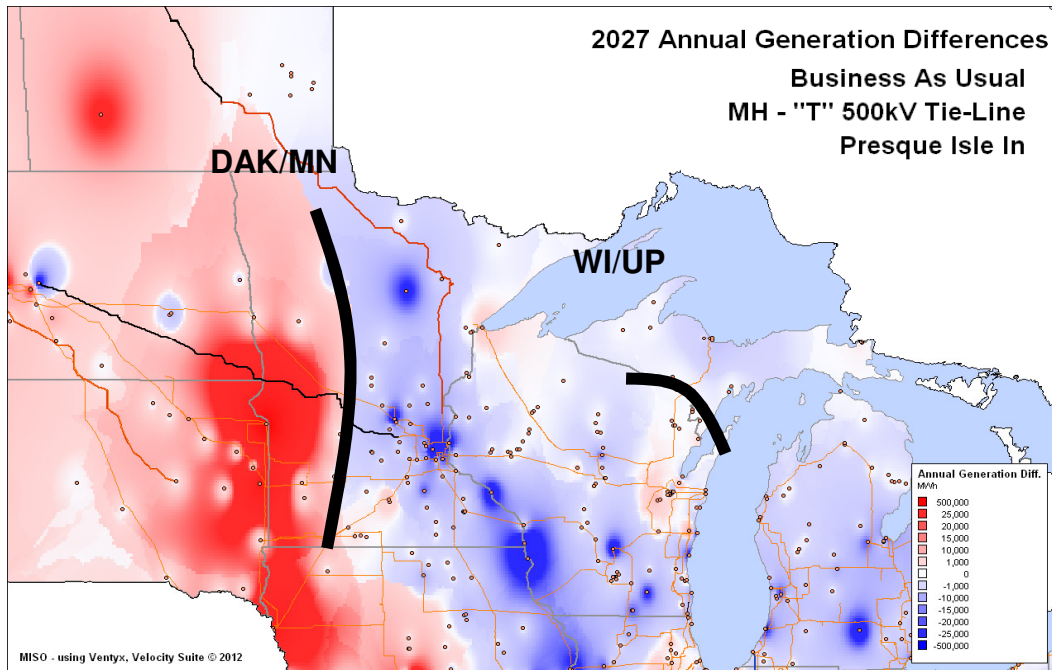 2027 Annual Generation Differences
Business As Usual
MH - "T" 500kV Tie-Line
Presque Isle In
DAK/MN
WI/UP
Annual Generation Diff.
MWh
500,000
25,000
20,000
15,000
10,000
1,000
0
-1,000
-10,000
-15,000
-20,000
-25,000
-500,000
MISO - using Ventyx, Velocity Suite © 2012